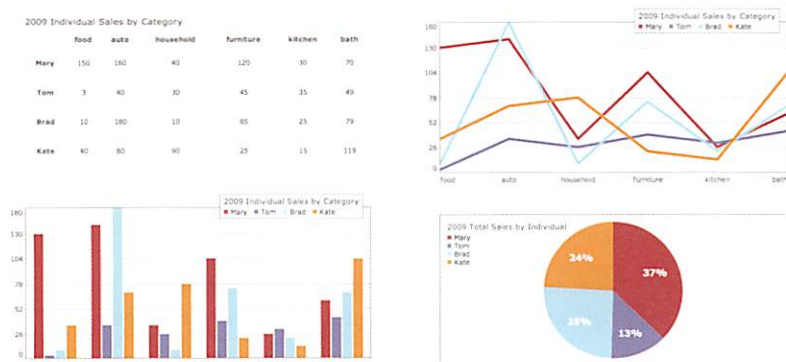 2009 Individual Sales by Category
food auto household furniture kitchen bath
Mary 150 160 40 120 30 70
Tom 3 40 30 45 35 49
Brad 10 180 10 85 25 79
Kate 40 80 90 25 15 119
2009 Individual Sales by Category
Mary Tom Brad Kate
180
130
104
78
52
26
0
food auto household furniture kitchen bath
2009 Individual Sales by Category
Mary Tom Brad Kate
180
130
104
78
52
26
0
2009 Total Sales by Individual
Mary
Tom
Brad
Kate
24%
37%
25%
13%